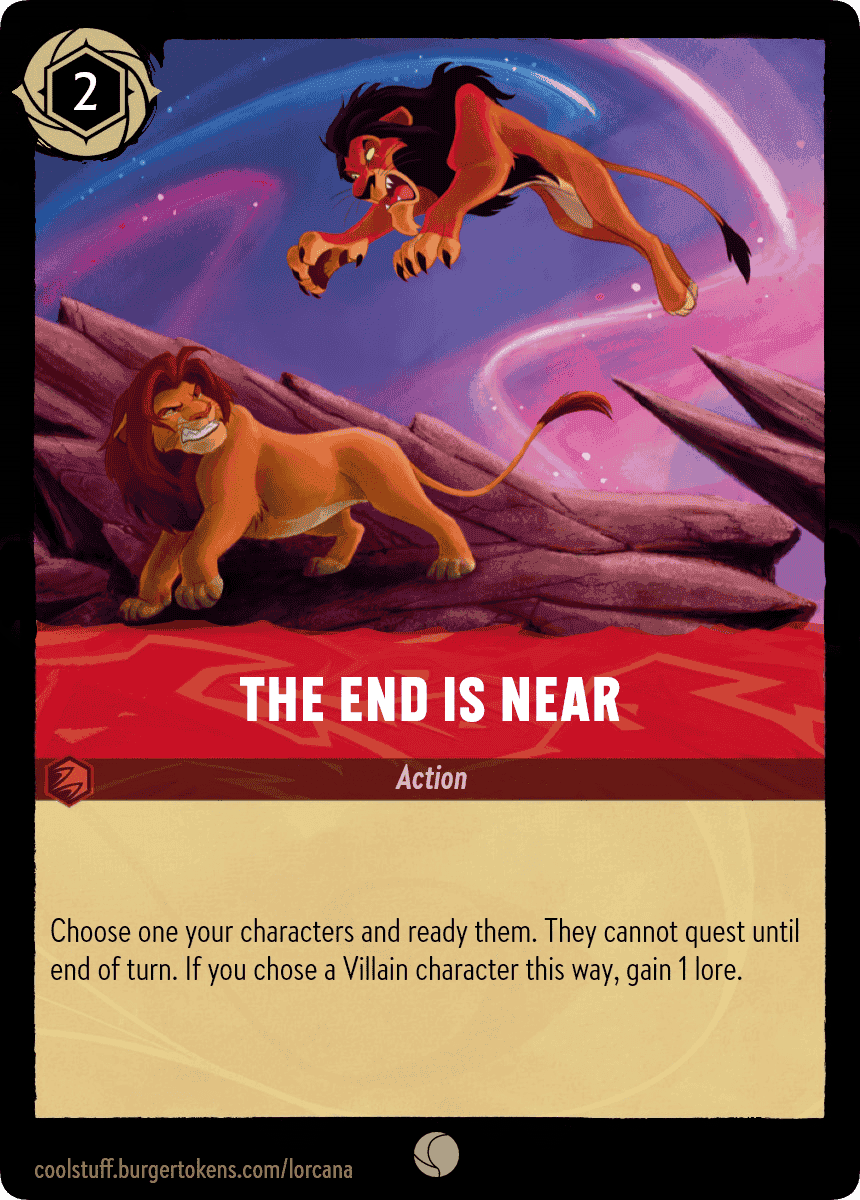 2
THE END IS NEAR
Action
Choose one your characters and ready them. They cannot quest until
end of turn. If you chose a Villain character this way, gain 1 lore.
coolstuff.burgertokens.com/lorcana